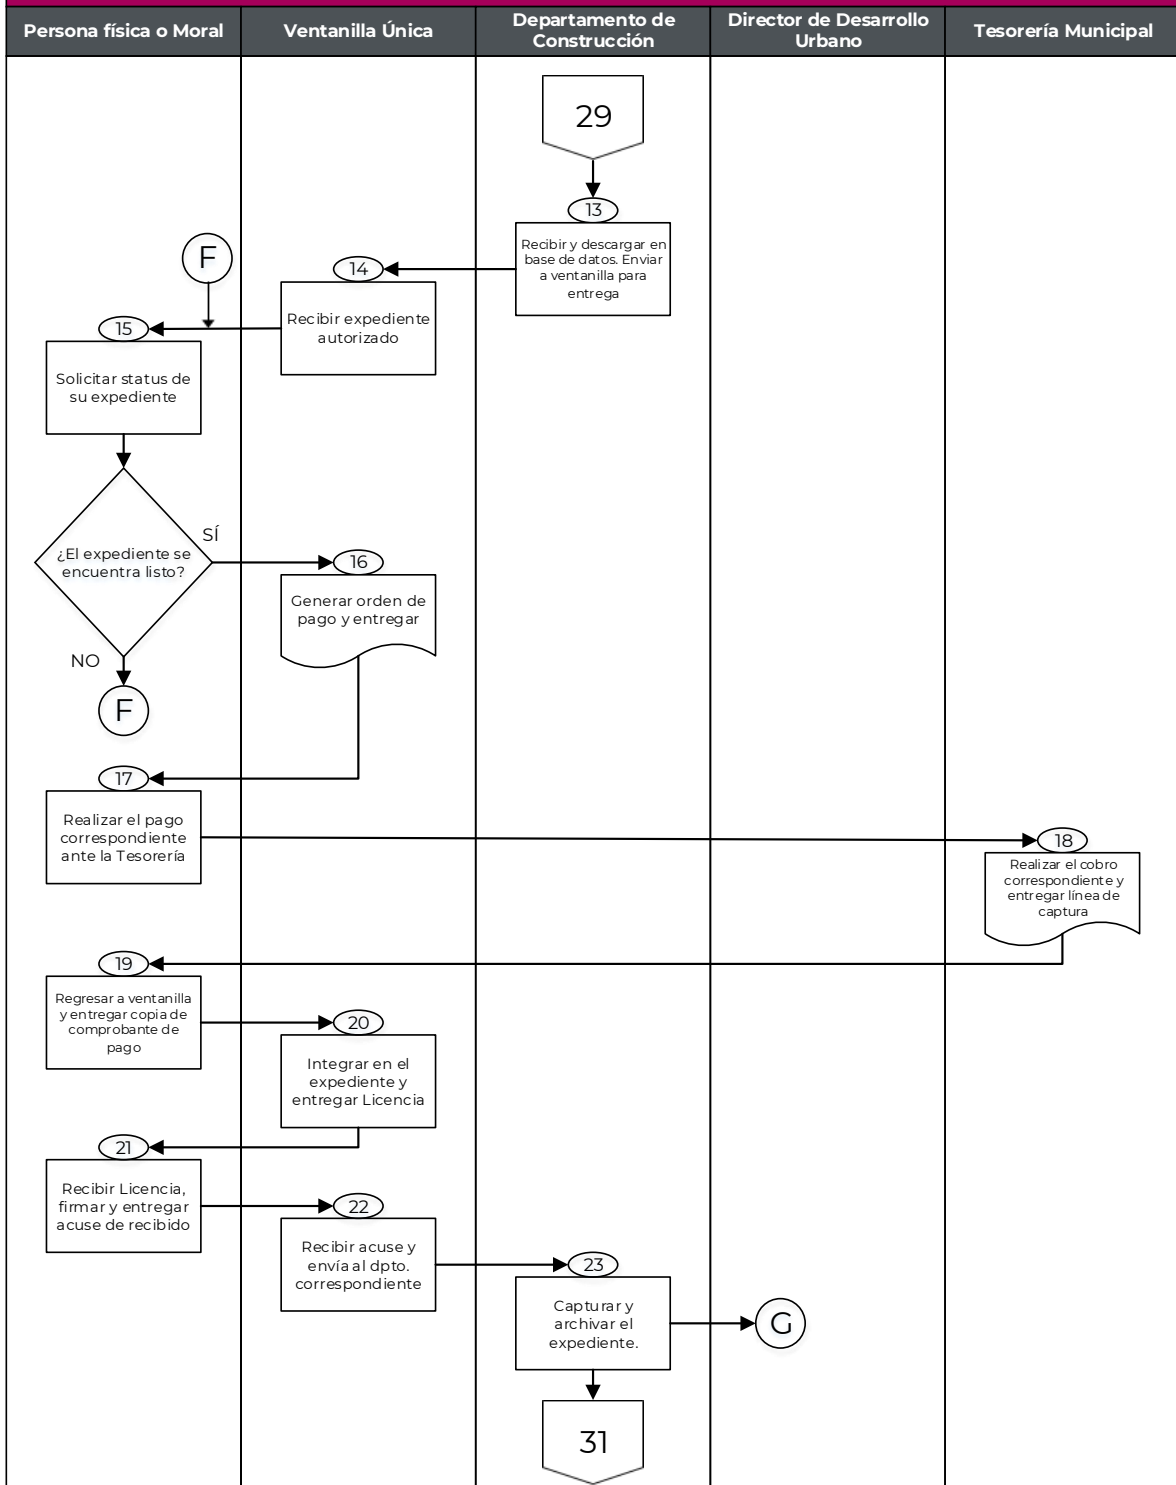 Persona física o Moral
Ventanilla Única
Departamento de
Construcción
Director de Desarrollo
Urbano
Tesorería Municipal
29
13
Recibir y descargar en
base de datos. Enviar
a ventanilla para
entrega
F
14
Recibir expediente
autorizado
15
Solicitar status de
su expediente
¿El expediente se
encuentra listo?
SÍ
NO
F
16
Generar orden de
pago y entregar
17
Realizar el pago
correspondiente
ante la Tesorería
18
Realizar el cobro
correspondiente y
entregar línea de
captura
19
Regresar a ventanilla
y entregar copia de
comprobante de
pago
20
Integrar en el
expediente y
entregar Licencia
21
Recibir Licencia,
firmar y entregar
acuse de recibido
22
Recibir acuse y
envía al dpto.
correspondiente
23
Capturar y
archivar el
expediente.
G
31